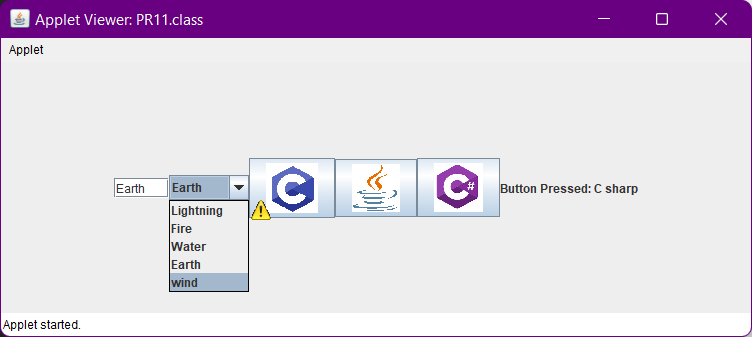 Applet Viewer: PR11.class
Applet
Earth Earth C C# Button Pressed: C sharp
Lightning
Fire
Water
Earth
wind
Applet started.